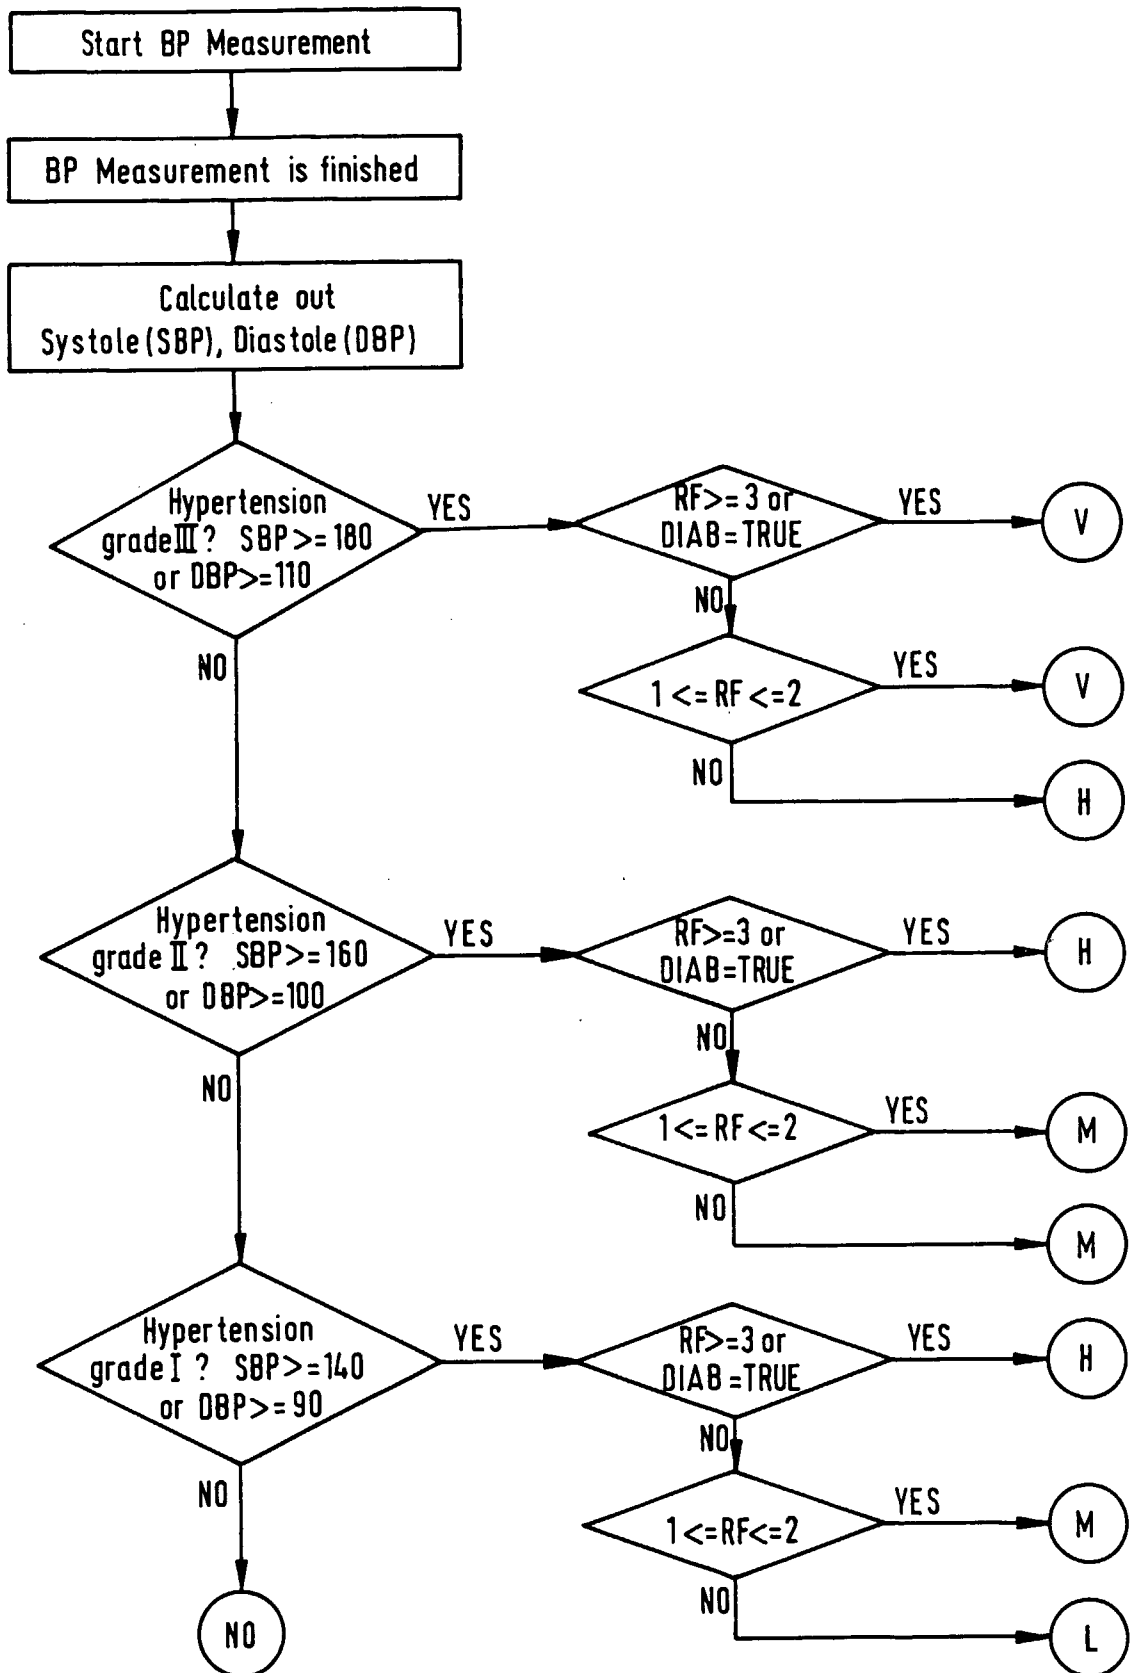 Start BP Measurement
BP Measurement is finished
Calculate out
Systole(SBP), Diastole(DBP)
Hypertension
grade III? SBP>=180
or DBP>=110
YES
RF>=3 or
DIAB=TRUE
YES
V
NO
NO
1<=RF<=2
YES
V
NO
H
Hypertension
grade II? SBP>=160
or DBP>=100
YES
RF>=3 or
DIAB=TRUE
YES
H
NO
NO
1<=RF<=2
YES
M
NO
M
Hypertension
grade I? SBP>=140
or DBP>=90
YES
RF>=3 or
DIAB=TRUE
YES
H
NO
NO
1<=RF<=2
YES
M
NO
L
NO